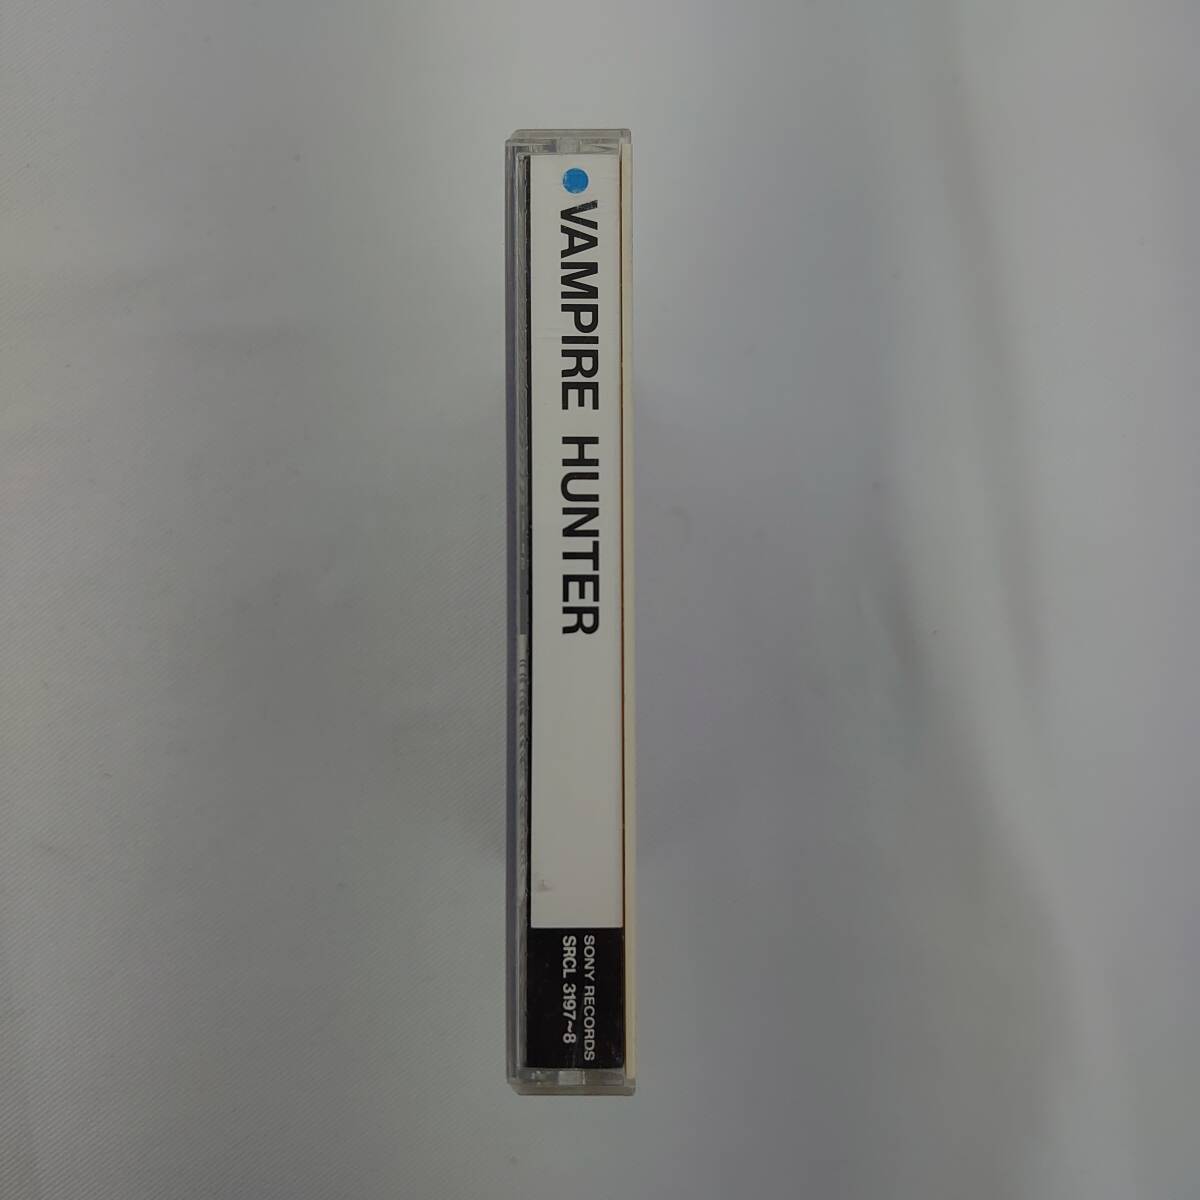 VAMPIRE HUNTER
SONY RECORDS
SRCL 3197~8